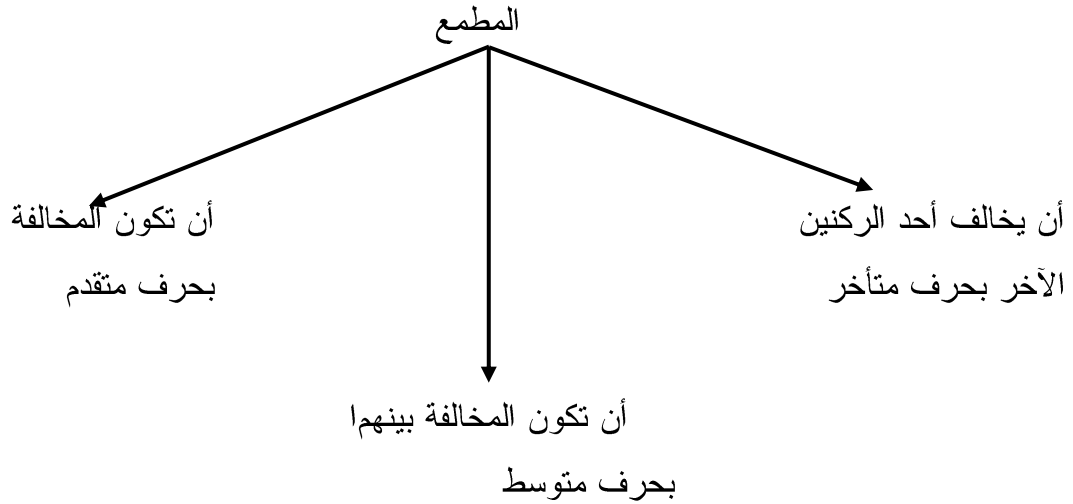 المطمع
أن يخالف أحد الركنين
الآخر بحرف متأخر
أن تكون المخالفة بينهما
بحرف متوسط
أن تكون المخالفة
بحرف متقدم